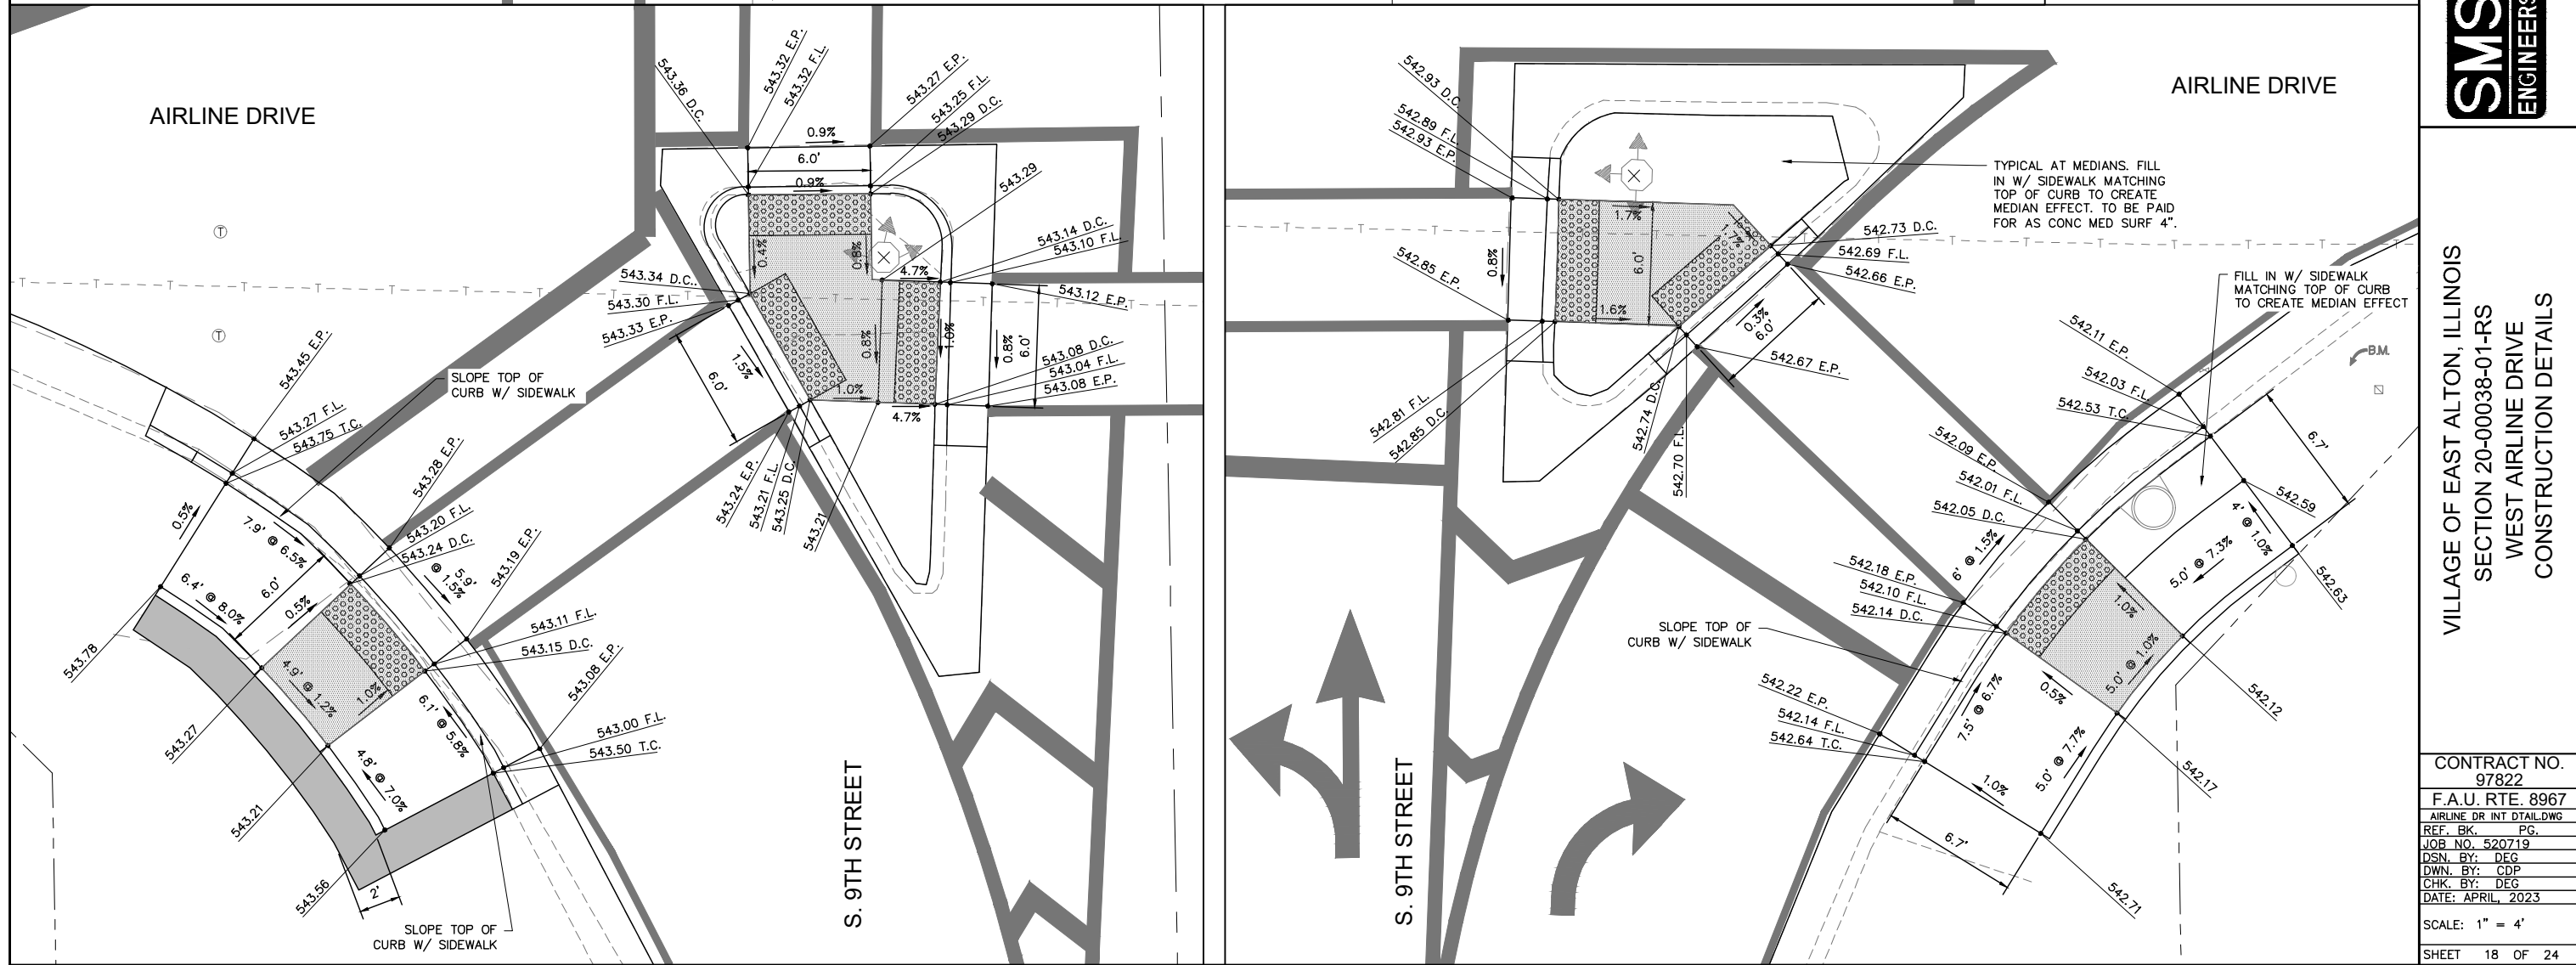 AIRLINE DRIVE
543.36 D.C.
543.32 E.P.
543.32 F.L.
543.27 E.P.
543.25 F.L.
543.29 D.C.
0.9%
6.0'
0.9%
543.29
0.4%
0.8%
4.7%
543.14 D.C.
543.10 F.L.
543.12 E.P.
543.34 D.C..
543.30 F.L.
543.33 E.P.
1.5%
6.0'
0.8%
1.0%
0.8%
6.0'
543.08 D.C.
543.04 F.L.
543.08 E.P.
1.0%
4.7%
543.24 E.P.
543.21 F.L.
543.25 D.C.
543.21
T
T
543.45 E.P.
SLOPE TOP OF
CURB W/ SIDEWALK
543.27 F.L.
543.75 T.C.
543.28 E.P.
543.20 F.L.
543.24 D.C.
543.19 E.P.
0.5%
7.9' @ 6.5%
6.4' @ 8.0%
6.0'
0.5%
5.9'
@
1.5%
543.11 F.L.
543.15 D.C.
543.08 E.P.
543.78
4.9' @ 1.2%
1.0%
6.1' @ 5.8%
543.00 F.L.
543.50 T.C.
543.27
543.21
4.8' @ 7.0%
543.56
2'
SLOPE TOP OF
CURB W/ SIDEWALK
S. 9TH STREET
AIRLINE DRIVE
542.93 D.C.
542.89 F.L.
542.93 E.P.
TYPICAL AT MEDIANS. FILL
IN W/ SIDEWALK MATCHING
TOP OF CURB TO CREATE
MEDIAN EFFECT. TO BE PAID
FOR AS CONC MED SURF 4".
1.7%
1.7%
6.0'
542.73 D.C.
542.69 F.L.
542.66 E.P.
542.85 E.P.
0.8%
1.6%
0.3%
6.0'
542.67 E.P.
542.81 F.L.
542.85 D.C.
542.74 D.C.
542.70 F.L.
FILL IN W/ SIDEWALK
MATCHING TOP OF CURB
TO CREATE MEDIAN EFFECT
B.M.
542.11 E.P.
542.03 F.L.
542.53 T.C.
542.09 E.P.
542.01 F.L.
542.05 D.C.
6.7'
542.59
4' @ 1.0%
5.0' @ 7.3%
542.63
6' @ 1.5%
542.18 E.P.
542.10 F.L.
542.14 D.C.
1.0%
5.0' @ 1.0%
542.12
SLOPE TOP OF
CURB W/ SIDEWALK
0.5%
542.22 E.P.
542.14 F.L.
542.64 T.C.
7.5' @ 6.7%
5.0' @ 7.7%
542.17
1.0%
6.7'
542.71
S. 9TH STREET
SMS
ENGINEERS
VILLAGE OF EAST ALTON, ILLINOIS
SECTION 20-00038-01-RS
WEST AIRLINE DRIVE
CONSTRUCTION DETAILS
CONTRACT NO.
97822
F.A.U. RTE. 8967
AIRLINE DR INT DTAIL.DWG
REF. BK. PG.
JOB NO. 520719
DSN. BY: DEG
DWN. BY: CDP
CHK. BY: DEG
DATE: APRIL, 2023
SCALE: 1" = 4'
SHEET 18 OF 24